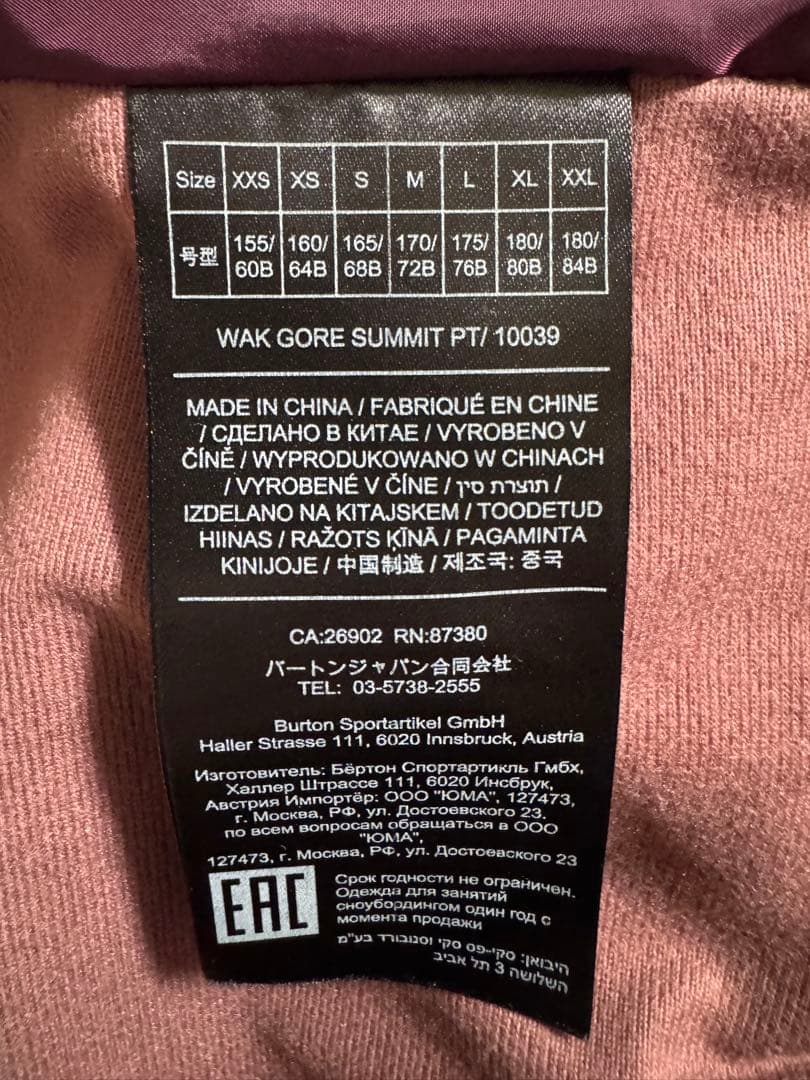 Size XXS XS S M L XL XXL
号型 155/60B 160/64B 165/68B 170/72B 175/76B 180/80B 180/84B
WAK GORE SUMMIT PT/ 10039
MADE IN CHINA / FABRIQUÉ EN CHINE
/ СДЕЛАНО В КИТАЕ / VYROBENO V
ČÍNĚ / WYPRODUKOWANO W CHINACH
/ VYROBENÉ V ČÍNE / תוצרת סין /
IZDELANO NA KITAJSKEM / TOODETUD
HIINAS / RAŽOTS ĶĪNĀ / PAGAMINTA
KINIJOJE / 中国制造 / 제조국: 중국
CA:26902 RN:87380
バートンジャパン合同会社
TEL: 03-5738-2555
Burton Sportartikel GmbH
Haller Strasse 111, 6020 Innsbruck, Austria
Изготовитель: Бёртон Спортартикль Гмбх,
Халлер Штрассе 111, 6020 Инсбрук,
Австрия Импортёр: ООО "ЮМА", 127473,
г. Москва, РФ, ул. Достоевского 23.
по всем вопросам обращаться в ООО
"ЮМА",
127473, г. Москва, РФ, ул. Достоевского 23
EAC
Срок годности не ограничен.
Одежда для занятий
сноубордингом один год с
момента продажи
היבואן: סקי-פס סקי וסנובורד בע"מ
השלושה 3 תל אביב